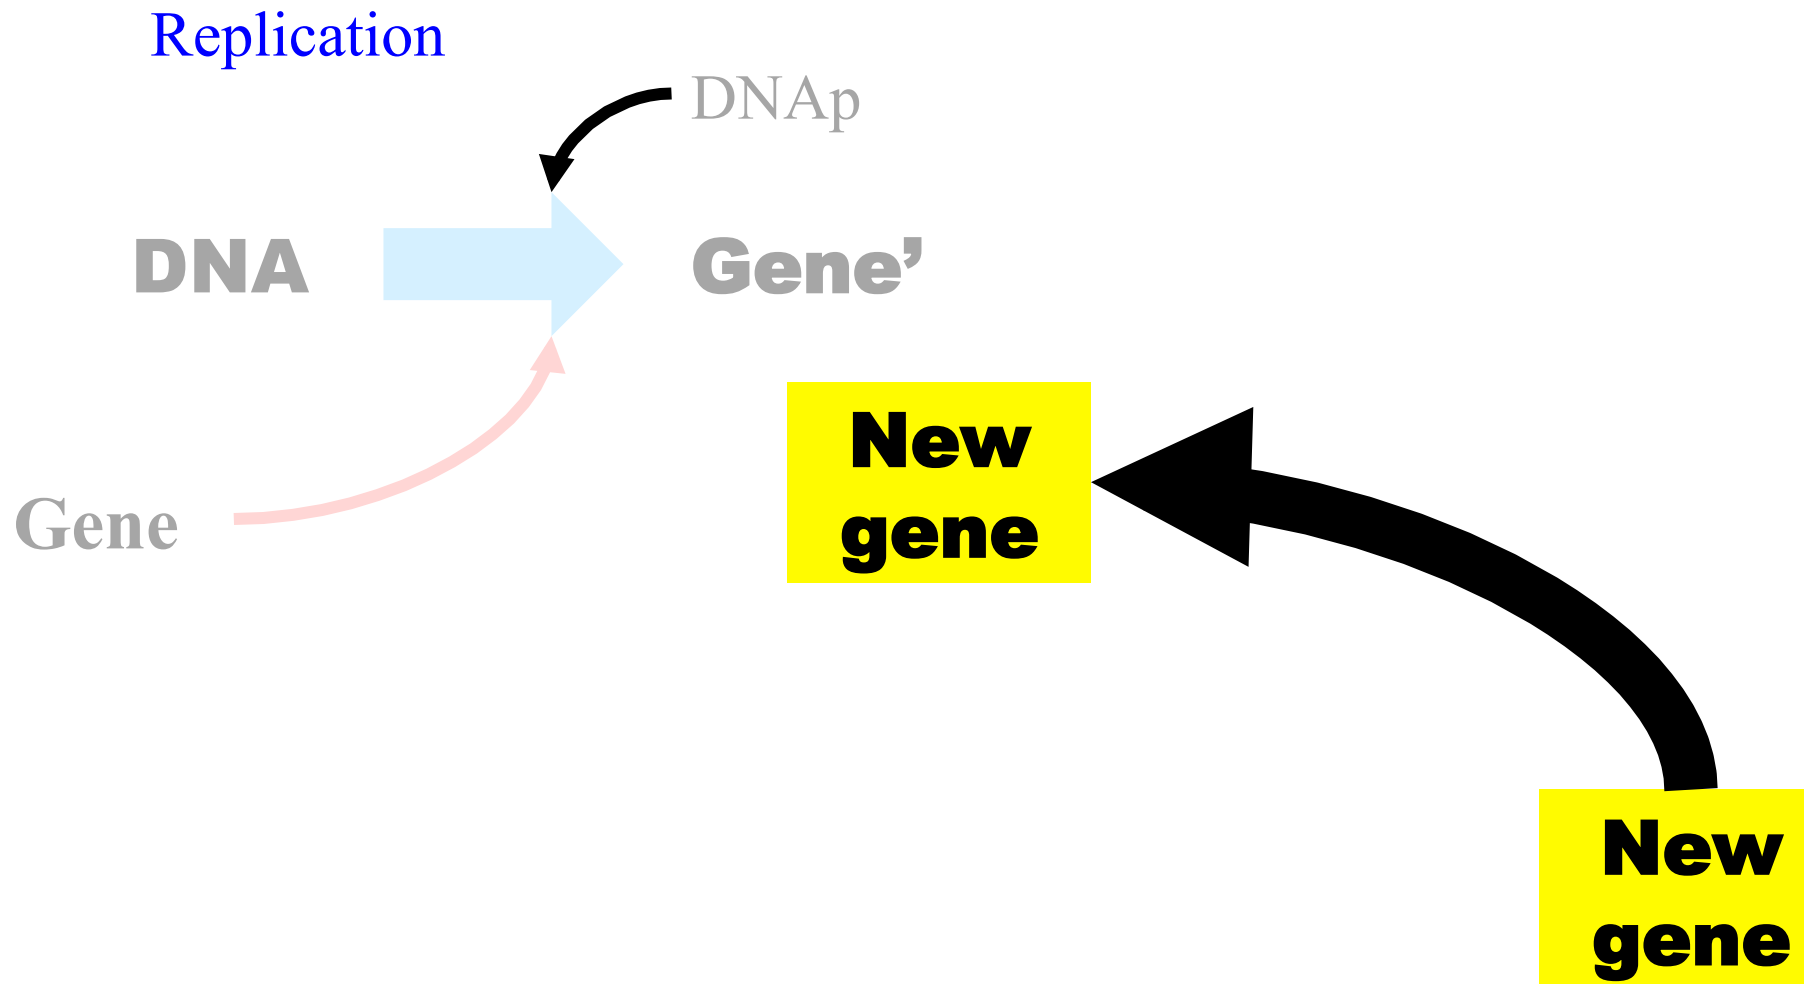 Replication
DNAp
DNA
Gene’
New
gene
Gene
New
gene